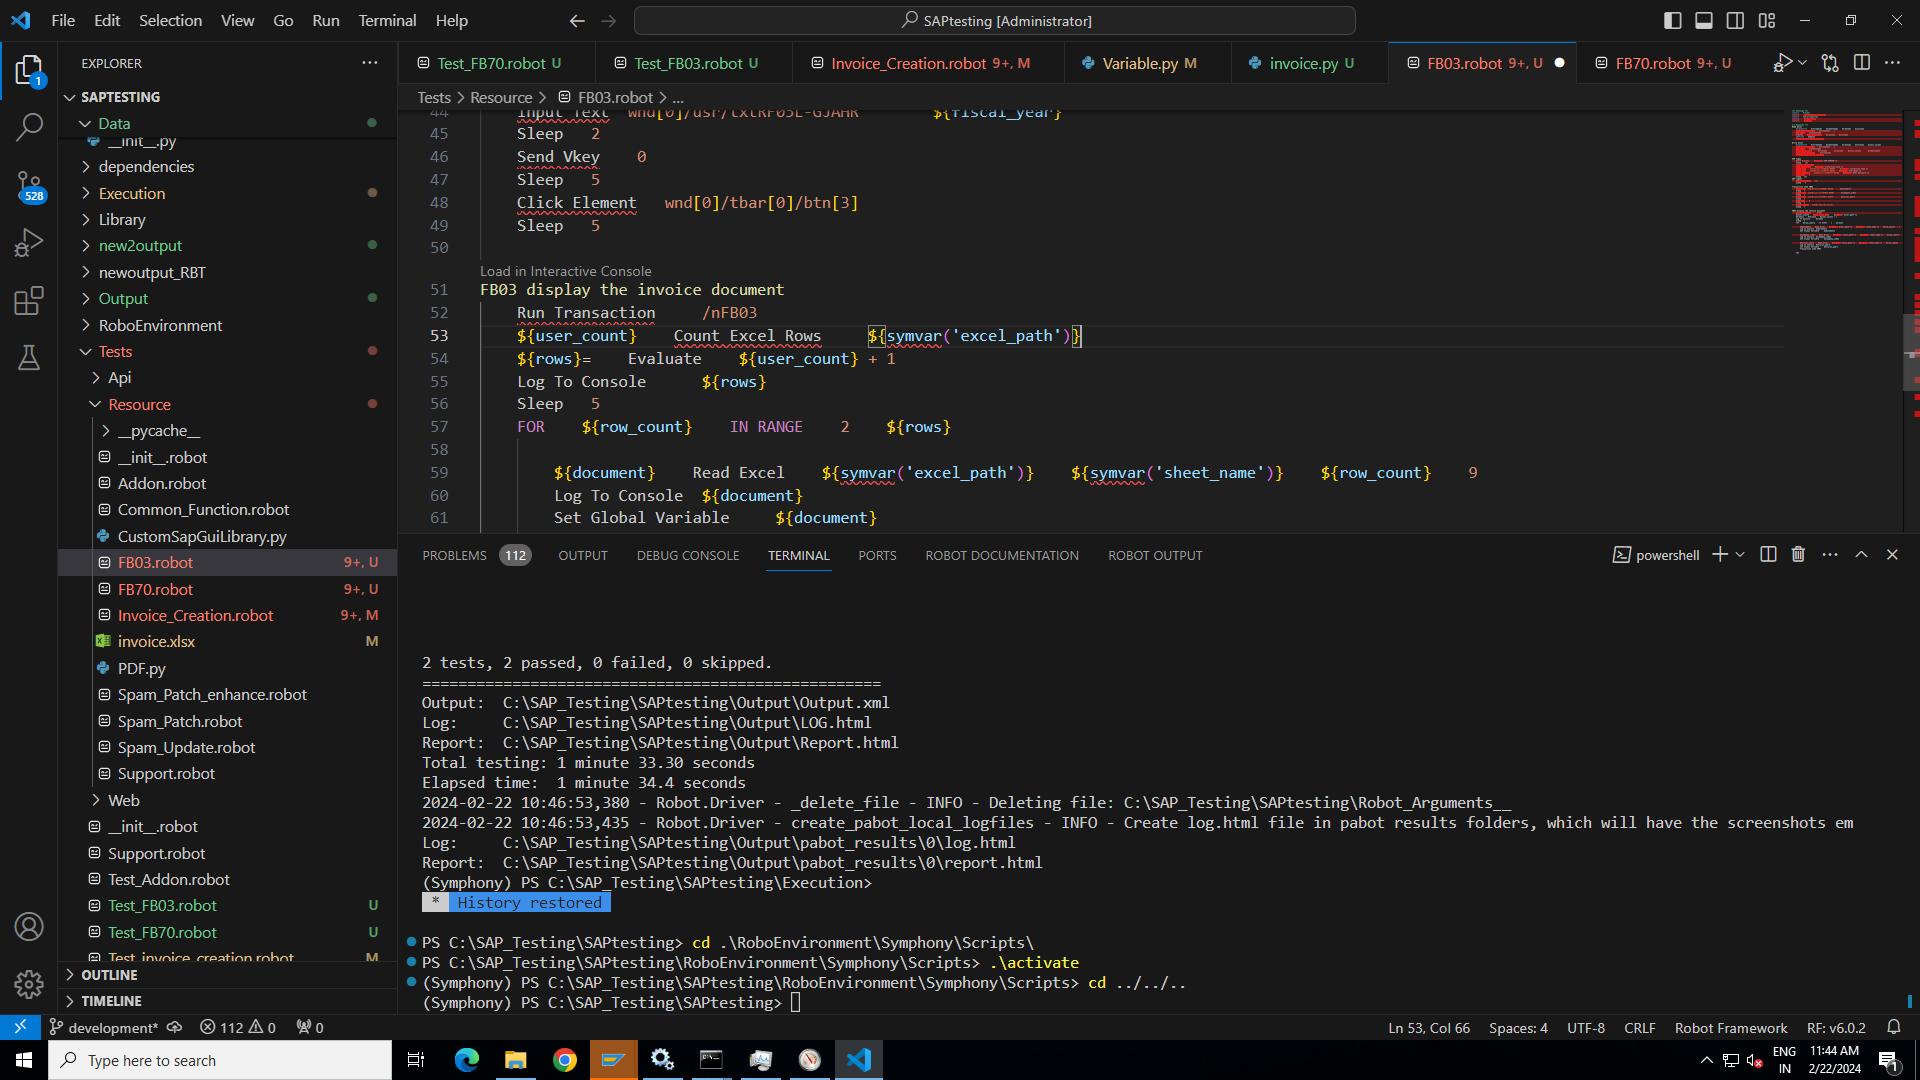 File Edit Selection View Go Run Terminal Help
SAPtesting [Administrator]
EXPLORER
SAPTESTING
Data
__init__.py
dependencies
Execution
Library
new2output
newoutput_RBT
Output
RoboEnvironment
Tests
Api
Resource
__pycache__
__init__.robot
Addon.robot
Common_Function.robot
CustomSapGuiLibrary.py
FB03.robot 9+, U
FB70.robot 9+, U
Invoice_Creation.robot 9+, M
invoice.xlsx M
PDF.py
Spam_Patch_enhance.robot
Spam_Patch.robot
Spam_Update.robot
Support.robot
Web
__init__.robot
Support.robot
Test_Addon.robot
Test_FB03.robot U
Test_FB70.robot U
Test_invoice_creation.robot M
OUTLINE
TIMELINE
1
528
Test_FB70.robot U
Test_FB03.robot U
Invoice_Creation.robot 9+, M
Variable.py M
invoice.py U
FB03.robot 9+, U
FB70.robot 9+, U
Tests > Resource > FB03.robot > ...
44 Input Text wnd[0]/usr/txtRF05L-GJAHR ${fiscal_year}
45 Sleep 2
46 Send Vkey 0
47 Sleep 5
48 Click Element wnd[0]/tbar[0]/btn[3]
49 Sleep 5
50
Load in Interactive Console
51 FB03 display the invoice document
52 Run Transaction /nFB03
53 ${user_count} Count Excel Rows ${symvar('excel_path')}
54 ${rows}= Evaluate ${user_count} + 1
55 Log To Console ${rows}
56 Sleep 5
57 FOR ${row_count} IN RANGE 2 ${rows}
58
59 ${document} Read Excel ${symvar('excel_path')} ${symvar('sheet_name')} ${row_count} 9
60 Log To Console ${document}
61 Set Global Variable ${document}
PROBLEMS 112 OUTPUT DEBUG CONSOLE TERMINAL PORTS ROBOT DOCUMENTATION ROBOT OUTPUT
powershell
2 tests, 2 passed, 0 failed, 0 skipped.
===================================================
Output: C:\SAP_Testing\SAPtesting\Output\Output.xml
Log: C:\SAP_Testing\SAPtesting\Output\LOG.html
Report: C:\SAP_Testing\SAPtesting\Output\Report.html
Total testing: 1 minute 33.30 seconds
Elapsed time: 1 minute 34.4 seconds
2024-02-22 10:46:53,380 - Robot.Driver - _delete_file - INFO - Deleting file: C:\SAP_Testing\SAPtesting\Robot_Arguments__
2024-02-22 10:46:53,435 - Robot.Driver - create_pabot_local_logfiles - INFO - Create log.html file in pabot results folders, which will have the screenshots em
Log: C:\SAP_Testing\SAPtesting\Output\pabot_results\0\log.html
Report: C:\SAP_Testing\SAPtesting\Output\pabot_results\0\report.html
(Symphony) PS C:\SAP_Testing\SAPtesting\Execution>
* History restored
PS C:\SAP_Testing\SAPtesting> cd .\RoboEnvironment\Symphony\Scripts\
PS C:\SAP_Testing\SAPtesting\RoboEnvironment\Symphony\Scripts> .\activate
(Symphony) PS C:\SAP_Testing\SAPtesting\RoboEnvironment\Symphony\Scripts> cd ../../..
(Symphony) PS C:\SAP_Testing\SAPtesting>
development* 112 0 0
Ln 53, Col 66 Spaces: 4 UTF-8 CRLF Robot Framework RF: v6.0.2
Type here to search
ENG
IN
11:44 AM
2/22/2024
1